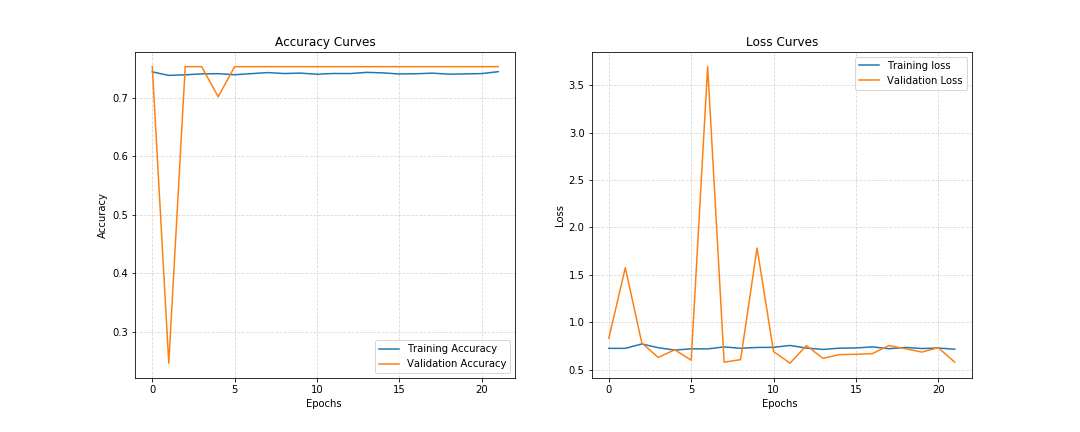 Accuracy Curves
0.7
0.6
0.5
0.4
0.3
Accuracy
0
5
10
15
20
Epochs
Training Accuracy
Validation Accuracy
Loss Curves
3.5
3.0
2.5
2.0
1.5
1.0
0.5
Loss
0
5
10
15
20
Epochs
Training loss
Validation Loss